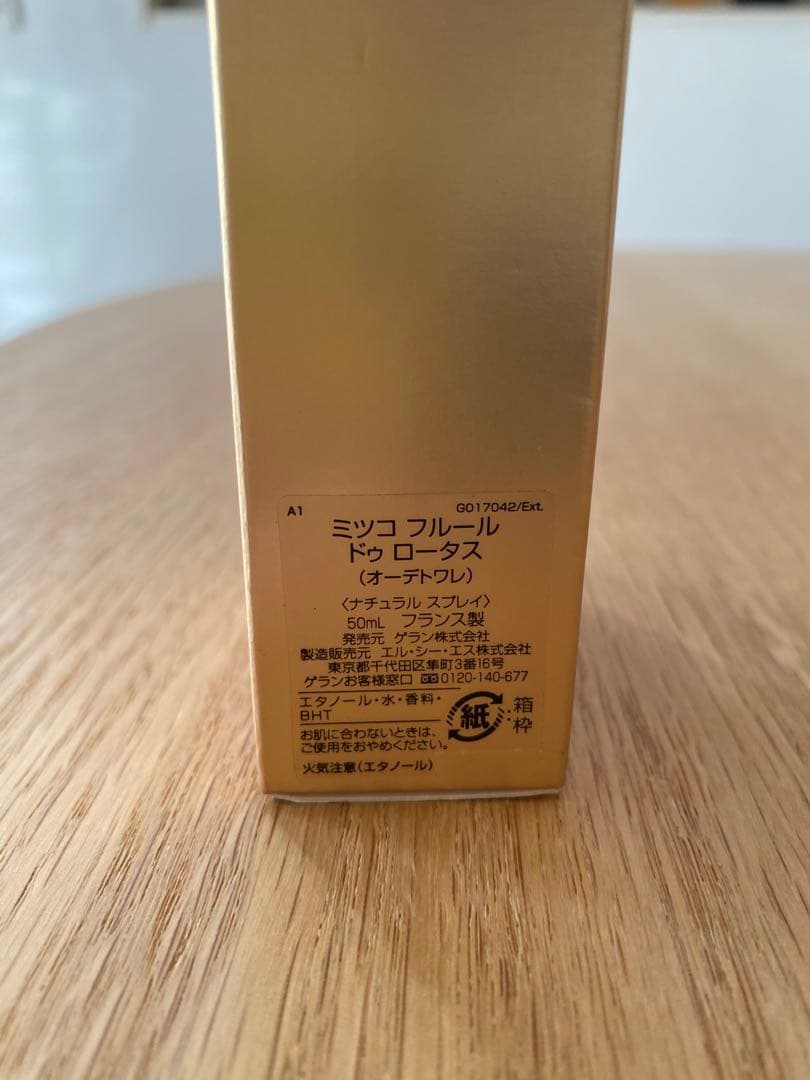 A1 G017042/Ext.
ミツコ フルール
ドゥ ロータス
(オーデトワレ)
〈ナチュラル スプレイ〉
50mL フランス製
発売元 ゲラン株式会社
製造販売元 エル・シー・エス株式会社
東京都千代田区隼町3番16号
ゲランお客様窓口 0120-140-677
エタノール・水・香料・
BHT
紙 箱
枠
お肌に合わないときは、
ご使用をおやめください。
火気注意(エタノール)